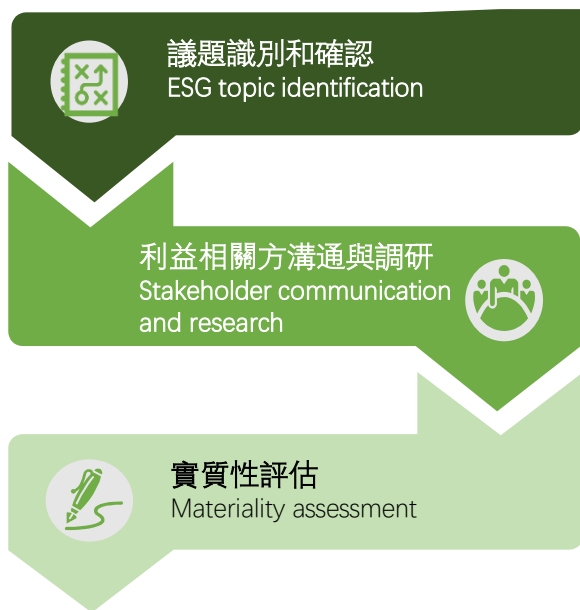 議題識別和確認
ESG topic identification
利益相關方溝通與調研
Stakeholder communication
and research
實質性評估
Materiality assessment